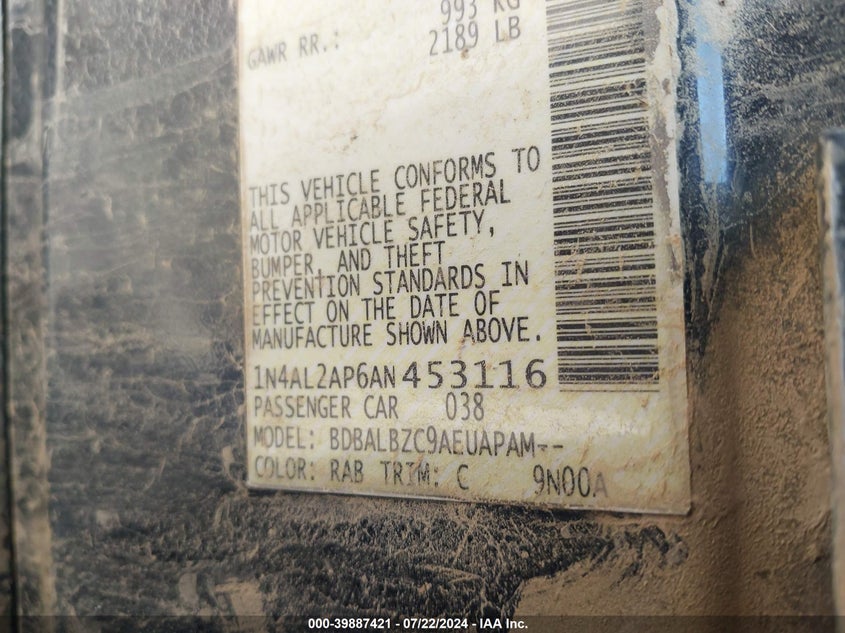 993 KG
GAWR RR.: 2189 LB
THIS VEHICLE CONFORMS TO
ALL APPLICABLE FEDERAL
MOTOR VEHICLE SAFETY,
BUMPER, AND THEFT
PREVENTION STANDARDS IN
EFFECT ON THE DATE OF
MANUFACTURE SHOWN ABOVE.
1N4AL2AP6AN453116
PASSENGER CAR 038
MODEL: BDBALBZC9AEUAPAM--
COLOR: RAB TRIM: C 9N00A
000-39887421 - 07/22/2024 - IAA Inc.